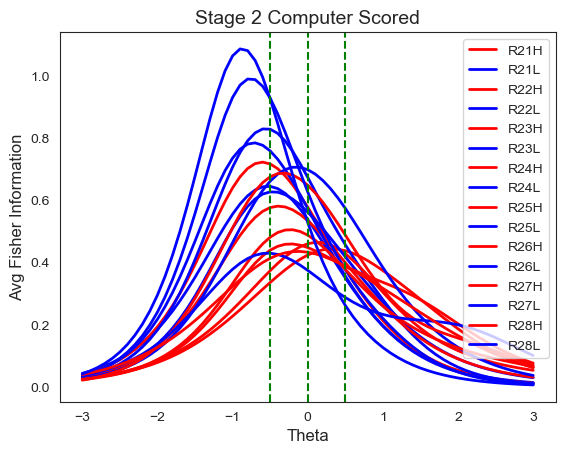 Stage 2 Computer Scored
Avg Fisher Information
1.0
0.8
0.6
0.4
0.2
0.0
−3
−2
−1
0
1
2
3
Theta
R21H
R21L
R22H
R22L
R23H
R23L
R24H
R24L
R25H
R25L
R26H
R26L
R27H
R27L
R28H
R28L